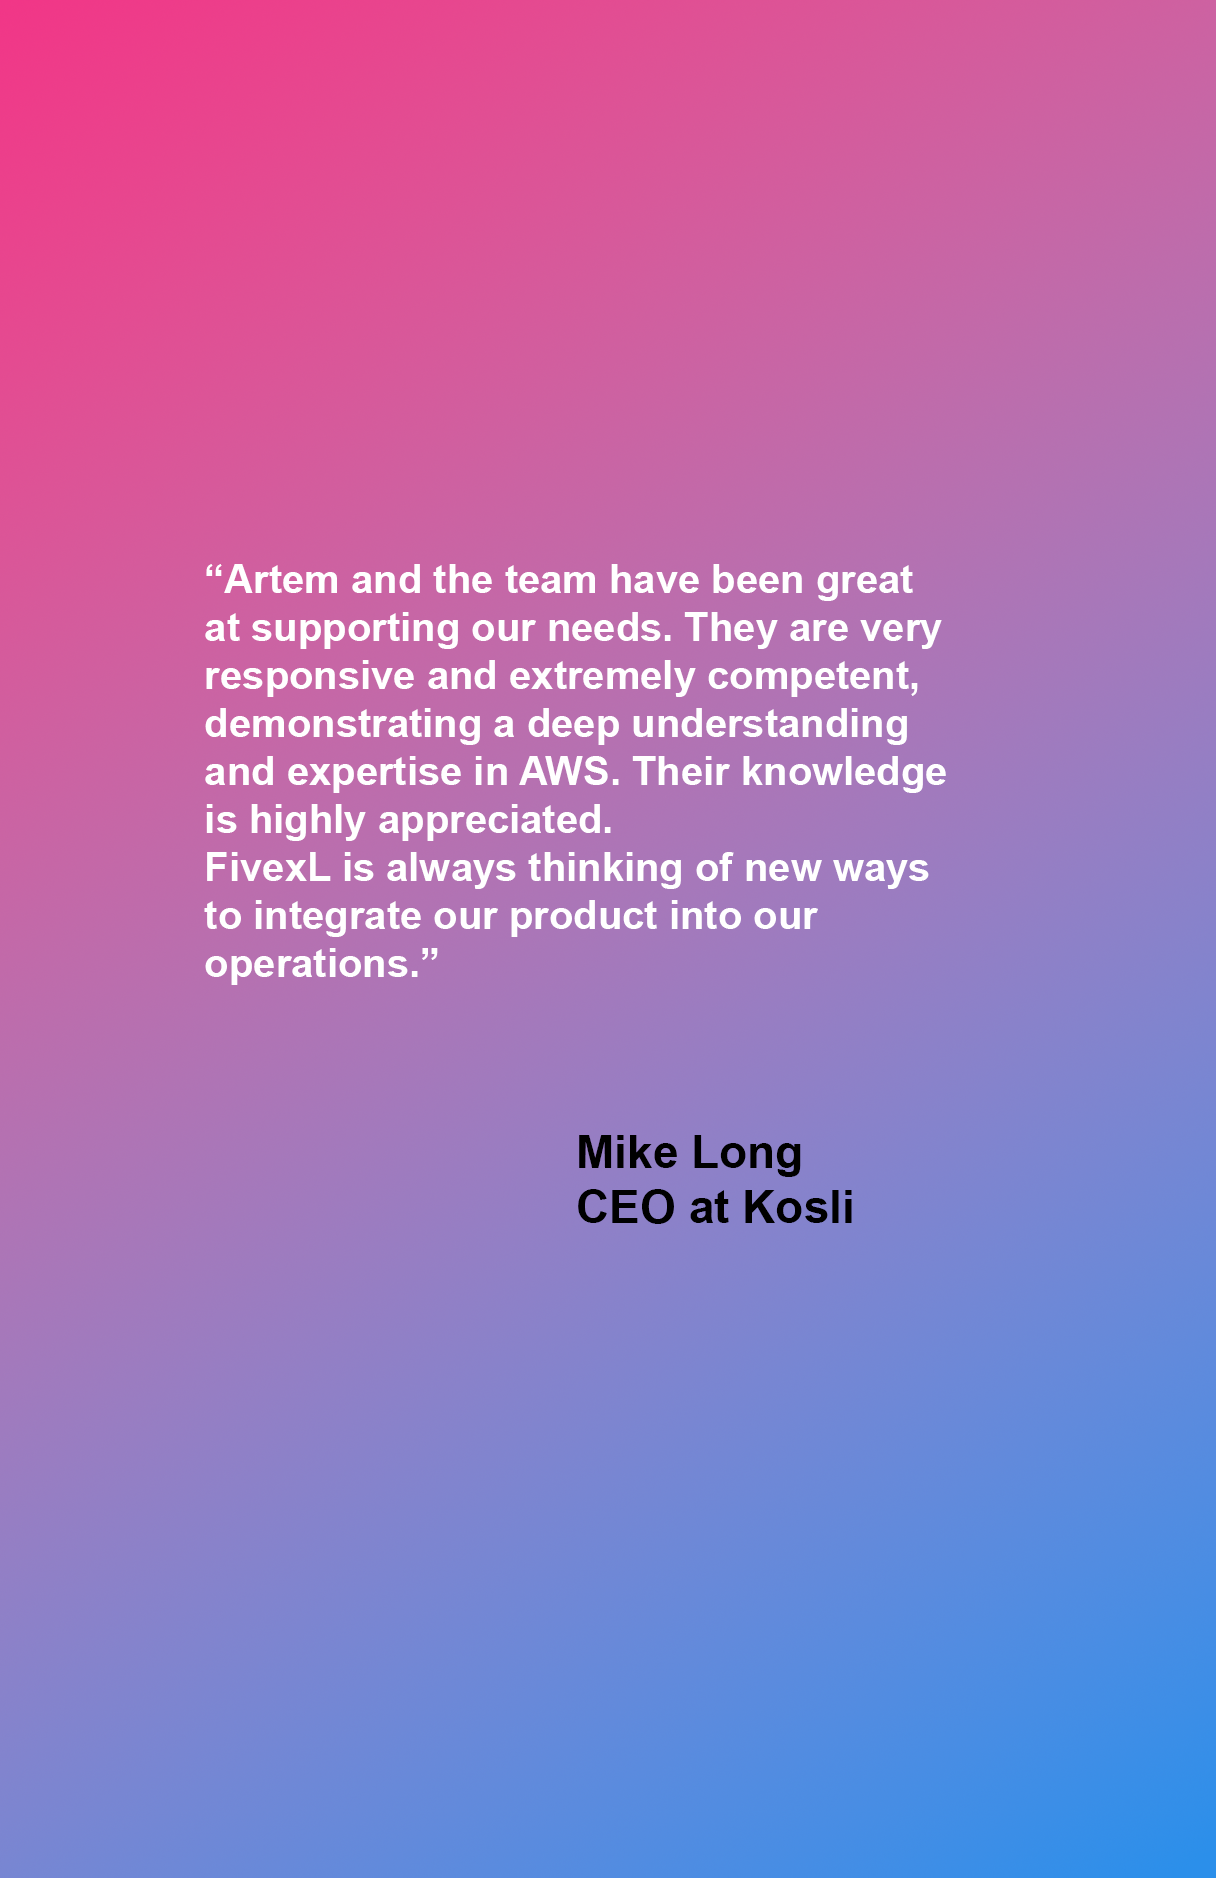 “Artem and the team have been great
at supporting our needs. They are very
responsive and extremely competent,
demonstrating a deep understanding
and expertise in AWS. Their knowledge
is highly appreciated.
FivexL is always thinking of new ways
to integrate our product into our
operations.”
Mike Long
CEO at Kosli